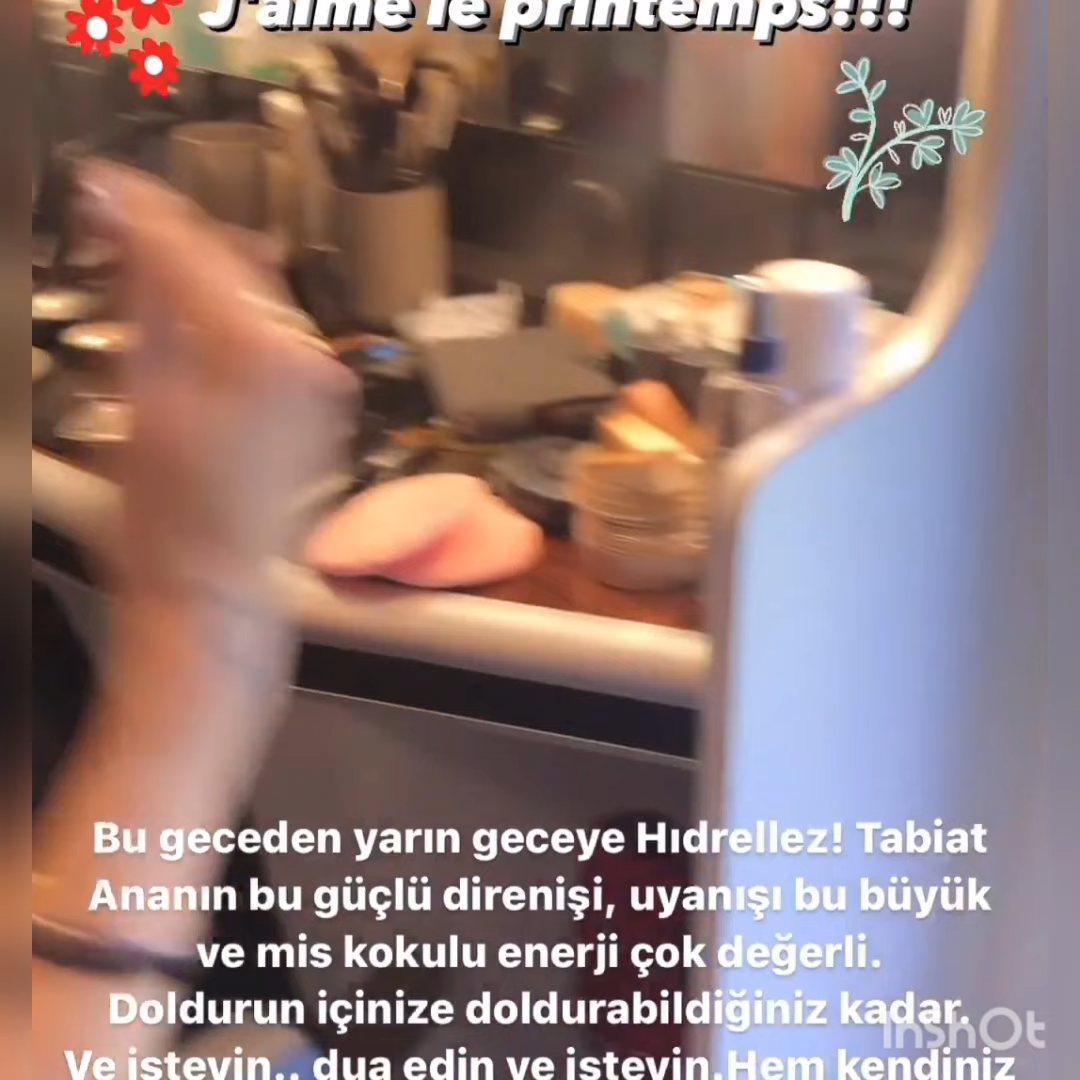 J'aime le printemps!!!
Bu geceden yarın geceye Hıdrellez! Tabiat
Ananın bu güçlü direnişi, uyanışı bu büyük
ve mis kokulu enerji çok değerli.
Doldurun içinize doldurabildiğiniz kadar.
InShOt
Ve isteyin.. dua edin ve isteyin.Hem kendiniz